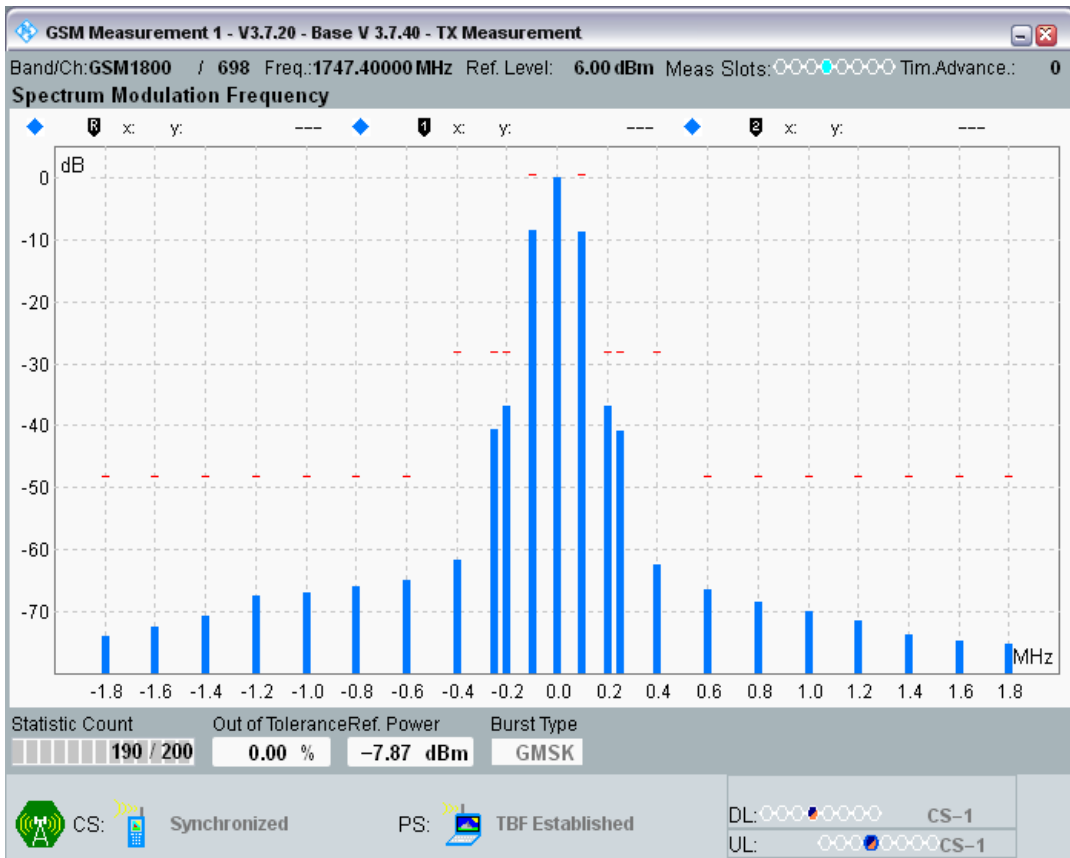 GSM Measurement 1 - V3.7.20 - Base V 3.7.40 - TX Measurement
Band/Ch:GSM1800 / 698 Freq.:1747.40000 MHz Ref. Level: 6.00 dBm Meas Slots: Tim.Advance.: 0
Spectrum Modulation Frequency
R x: y: --- 1 x: y: --- 2 x: y: ---
dB
0
-10
-20
-30
-40
-50
-60
-70
MHz
-1.8 -1.6 -1.4 -1.2 -1.0 -0.8 -0.6 -0.4 -0.2 0.0 0.2 0.4 0.6 0.8 1.0 1.2 1.4 1.6 1.8
Statistic Count Out of Tolerance Ref. Power Burst Type
190 / 200 0.00 % −7.87 dBm GMSK
CS: Synchronized PS: TBF Established
DL: CS−1
UL: CS−1